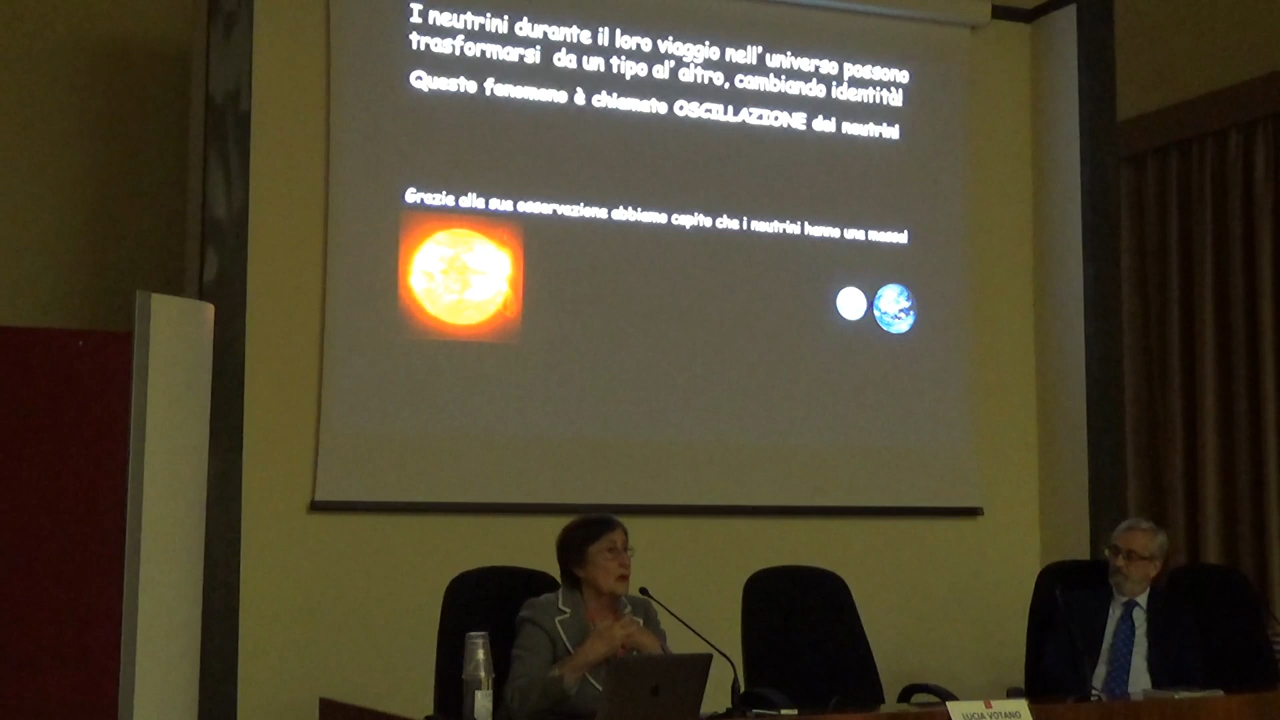 I neutrini durante il loro viaggio nell' universo possono
trasformarsi da un tipo al' altro, cambiando identità!
Questo fenomeno è chiamato OSCILLAZIONE dei neutrini
Grazie alla sua osservazione abbiamo capito che i neutrini hanno una massa!
LUCIA VOTANO